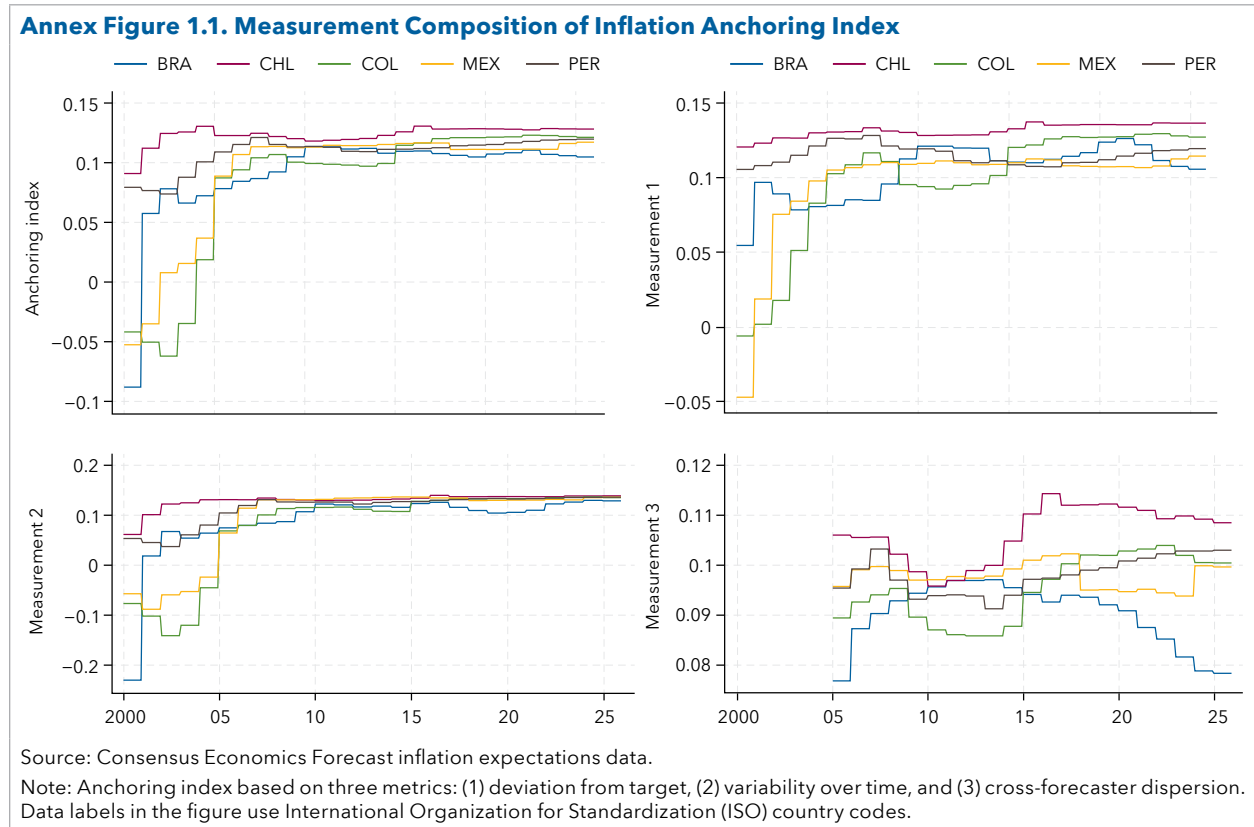 Annex Figure 1.1. Measurement Composition of Inflation Anchoring Index
BRA CHL COL MEX PER
Anchoring index
0.15
0.1
0.05
0
−0.05
−0.1
BRA CHL COL MEX PER
Measurement 1
0.15
0.1
0.05
0
−0.05
Measurement 2
0.2
0.1
0
−0.1
−0.2
2000 05 10 15 20 25
Measurement 3
0.12
0.11
0.1
0.09
0.08
2000 05 10 15 20 25
Source: Consensus Economics Forecast inflation expectations data.
Note: Anchoring index based on three metrics: (1) deviation from target, (2) variability over time, and (3) cross-forecaster dispersion.
Data labels in the figure use International Organization for Standardization (ISO) country codes.